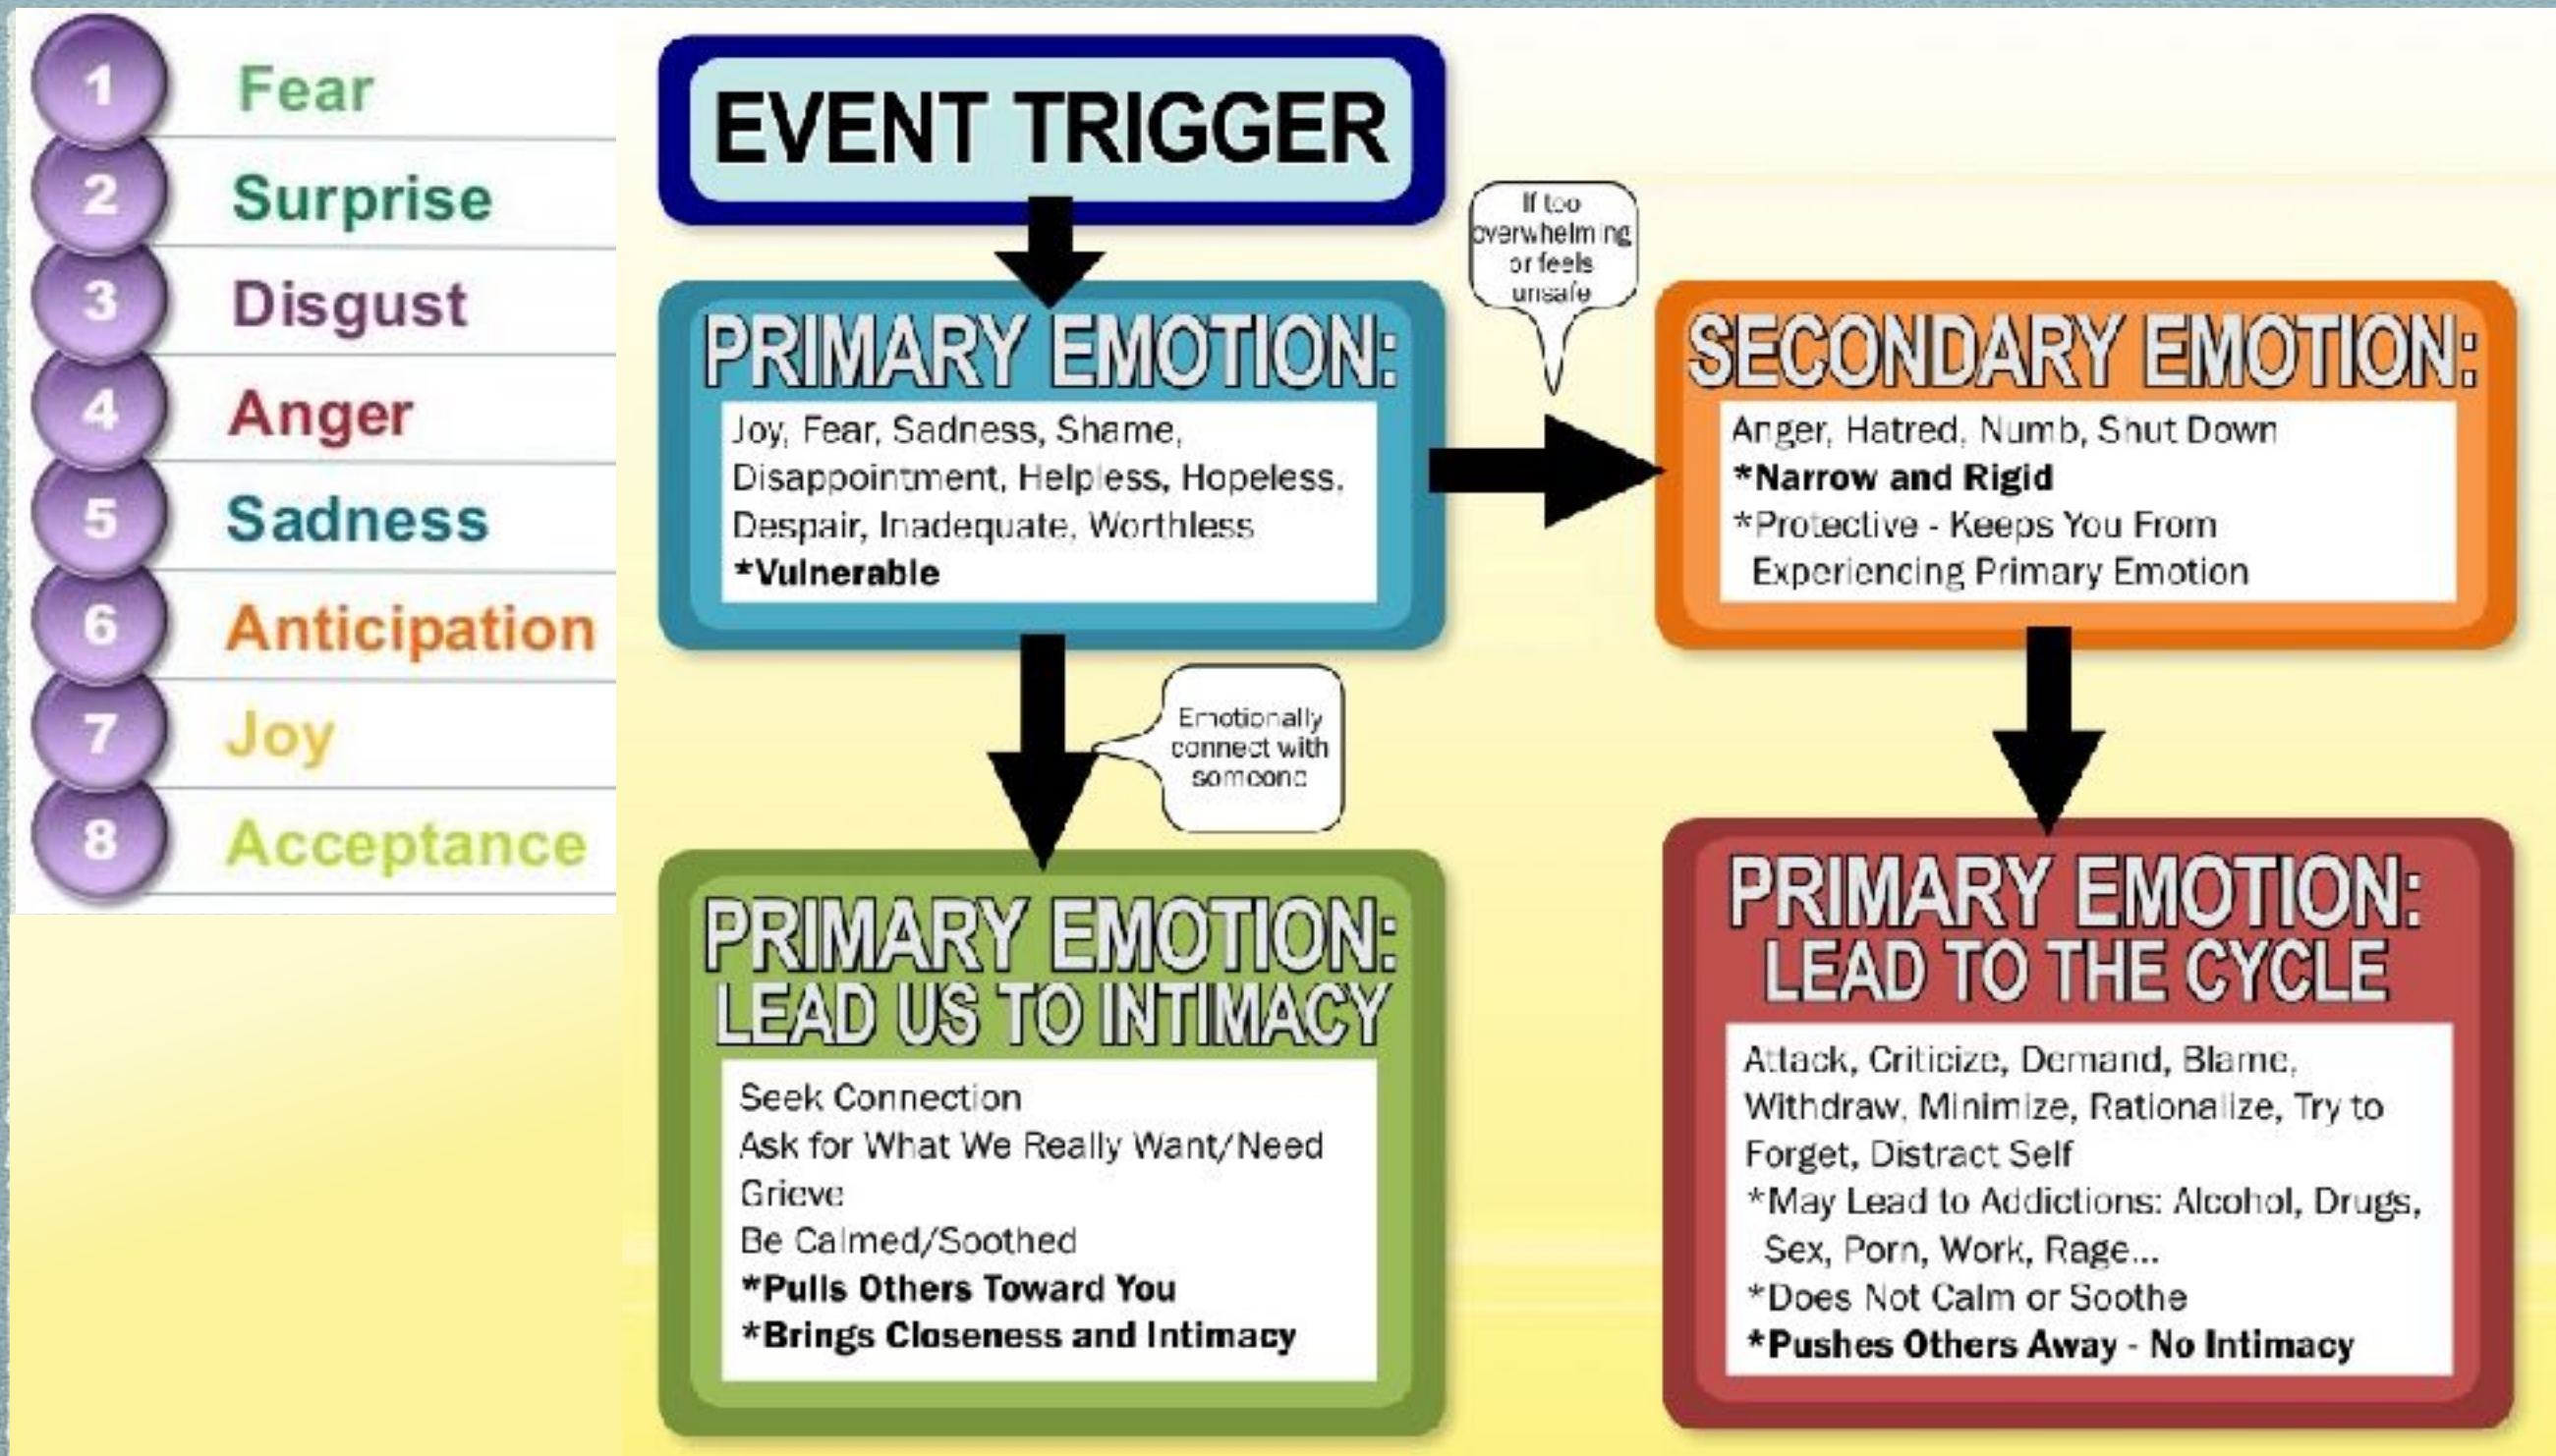 1 Fear
2 Surprise
3 Disgust
4 Anger
5 Sadness
6 Anticipation
7 Joy
8 Acceptance
EVENT TRIGGER
If too
overwhelming
or feels
unsafe
PRIMARY EMOTION:
Joy, Fear, Sadness, Shame,
Disappointment, Helpless, Hopeless,
Despair, Inadequate, Worthless
*Vulnerable
SECONDARY EMOTION:
Anger, Hatred, Numb, Shut Down
*Narrow and Rigid
*Protective - Keeps You From
Experiencing Primary Emotion
Emotionally
connect with
someone
PRIMARY EMOTION:
LEAD US TO INTIMACY
Seek Connection
Ask for What We Really Want/Need
Grieve
Be Calmed/Soothed
*Pulls Others Toward You
*Brings Closeness and Intimacy
PRIMARY EMOTION:
LEAD TO THE CYCLE
Attack, Criticize, Demand, Blame,
Withdraw, Minimize, Rationalize, Try to
Forget, Distract Self
*May Lead to Addictions: Alcohol, Drugs,
Sex, Porn, Work, Rage...
*Does Not Calm or Soothe
*Pushes Others Away - No Intimacy